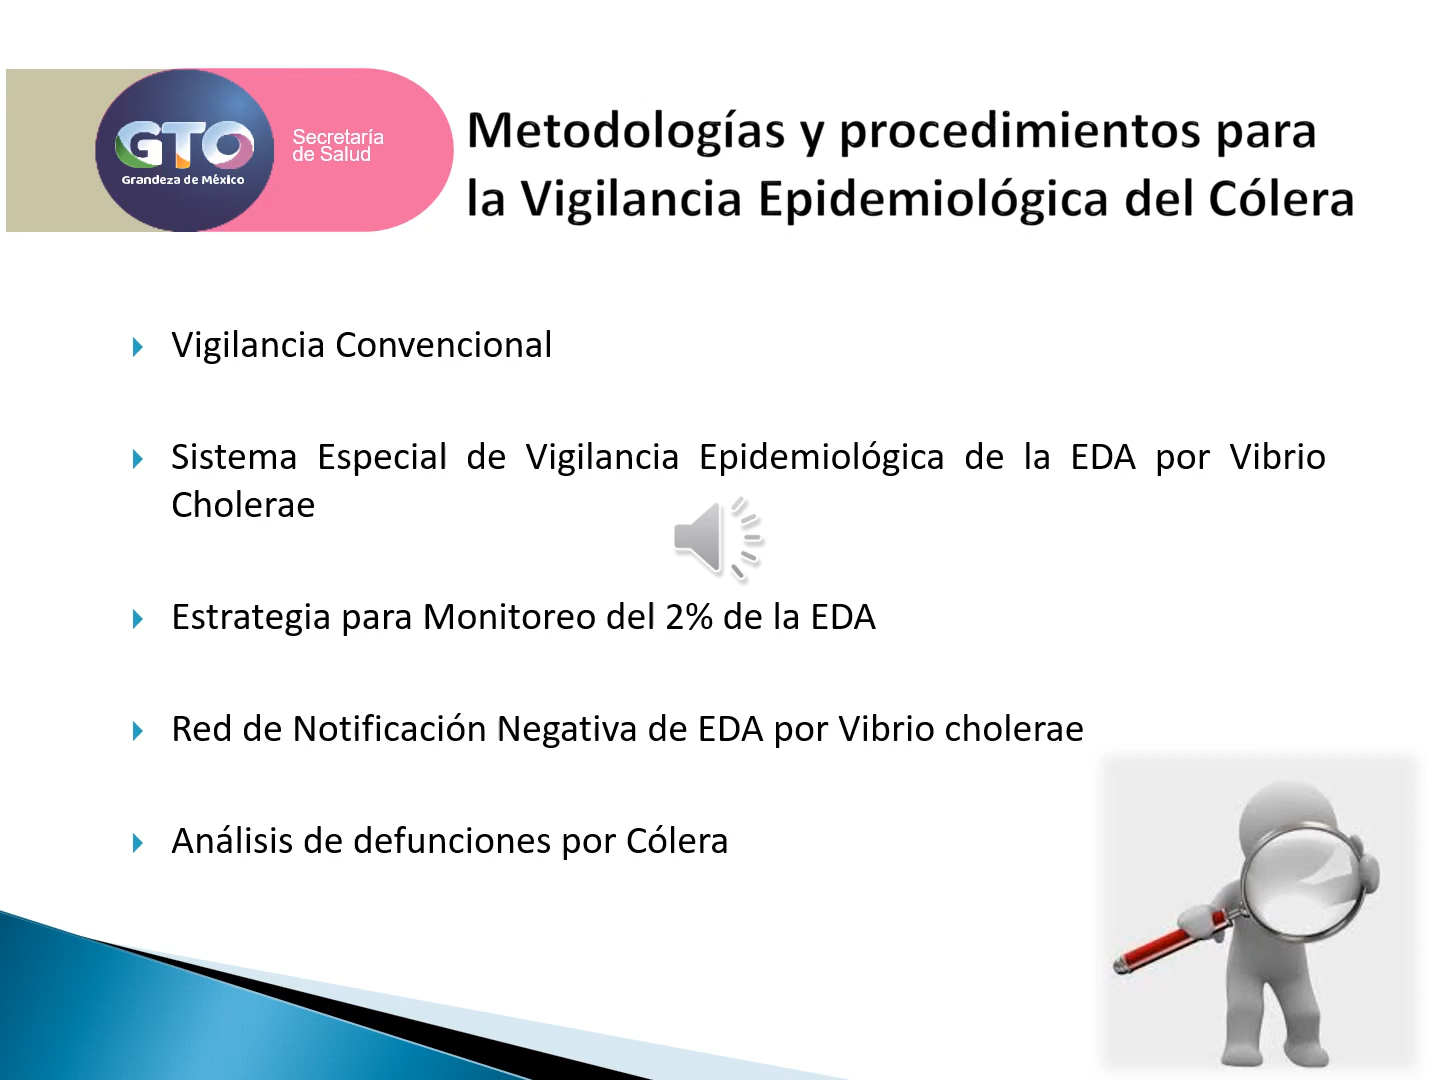 GTO
Grandeza de México
Secretaría
de Salud
Metodologías y procedimientos para
la Vigilancia Epidemiológica del Cólera
Vigilancia Convencional
Sistema Especial de Vigilancia Epidemiológica de la EDA por Vibrio
Cholerae
Estrategia para Monitoreo del 2% de la EDA
Red de Notificación Negativa de EDA por Vibrio cholerae
Análisis de defunciones por Cólera